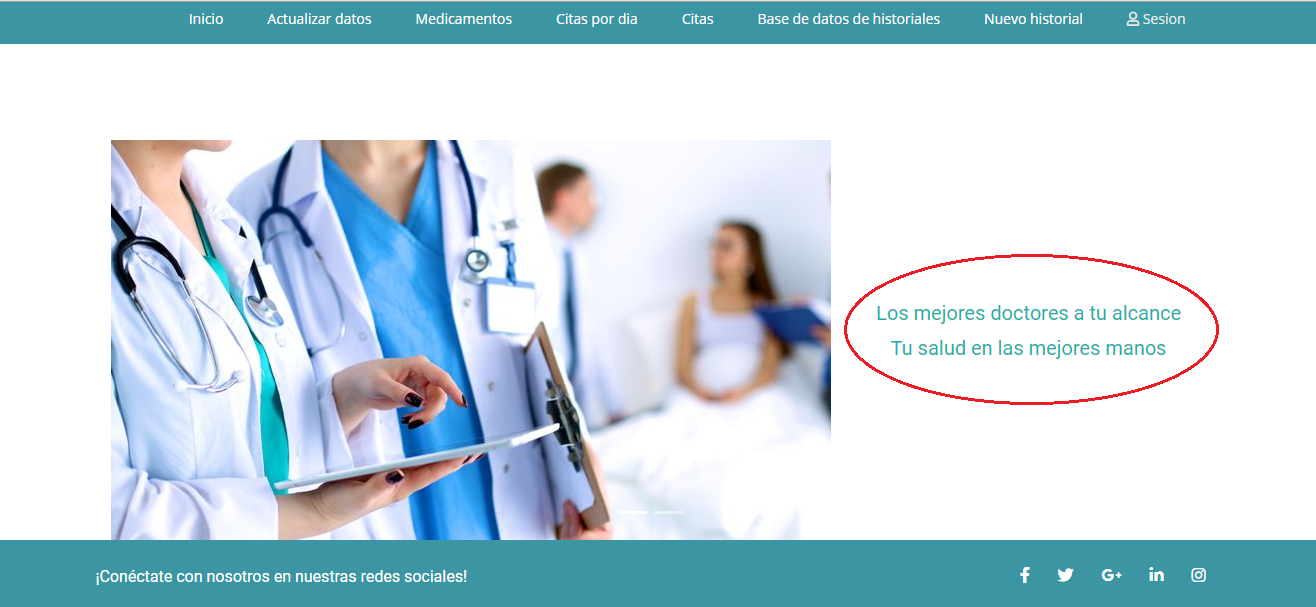 Inicio Actualizar datos Medicamentos Citas por dia Citas Base de datos de historiales Nuevo historial Sesion
Los mejores doctores a tu alcance
Tu salud en las mejores manos
¡Conéctate con nosotros en nuestras redes sociales!